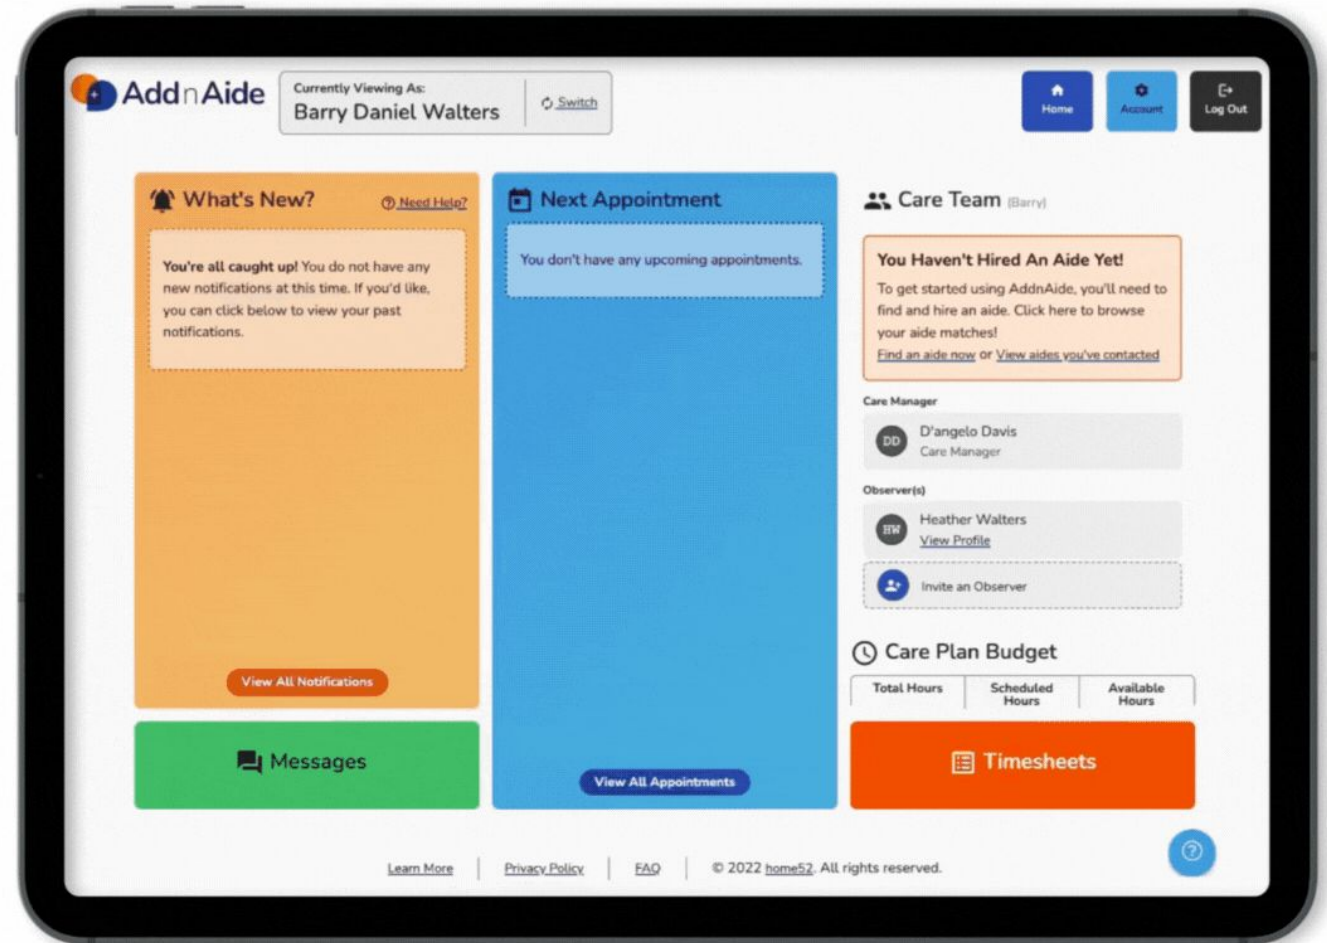 AddnAide
Currently Viewing As:
Barry Daniel Walters
Switch
Home
Account
Log Out
What's New?
Need Help?
You're all caught up! You do not have any
new notifications at this time. If you'd like,
you can click below to view your past
notifications.
View All Notifications
Messages
Next Appointment
You don't have any upcoming appointments.
View All Appointments
Care Team (Barry)
You Haven't Hired An Aide Yet!
To get started using AddnAide, you'll need to
find and hire an aide. Click here to browse
your aide matches!
Find an aide now or View aides you've contacted
Care Manager
DD
D'angelo Davis
Care Manager
Observer(s)
HW
Heather Walters
View Profile
Invite an Observer
Care Plan Budget
Total Hours
Scheduled
Hours
Available
Hours
Timesheets
Learn More
Privacy Policy
FAQ
© 2022 home52. All rights reserved.